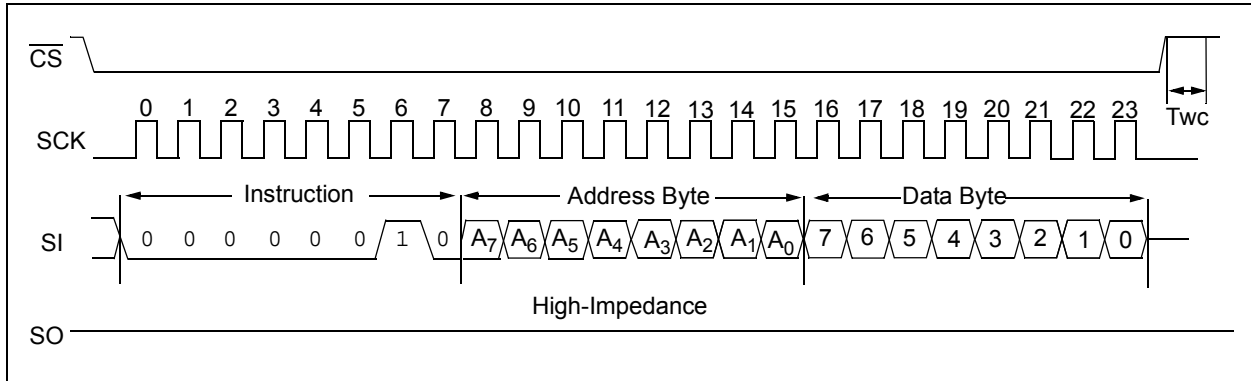 CS
0 1 2 3 4 5 6 7 8 9 10 11 12 13 14 15 16 17 18 19 20 21 22 23
Twc
SCK
Instruction Address Byte Data Byte
SI 0 0 0 0 0 0 1 0 A7 A6 A5 A4 A3 A2 A1 A0 7 6 5 4 3 2 1 0
High-Impedance
SO